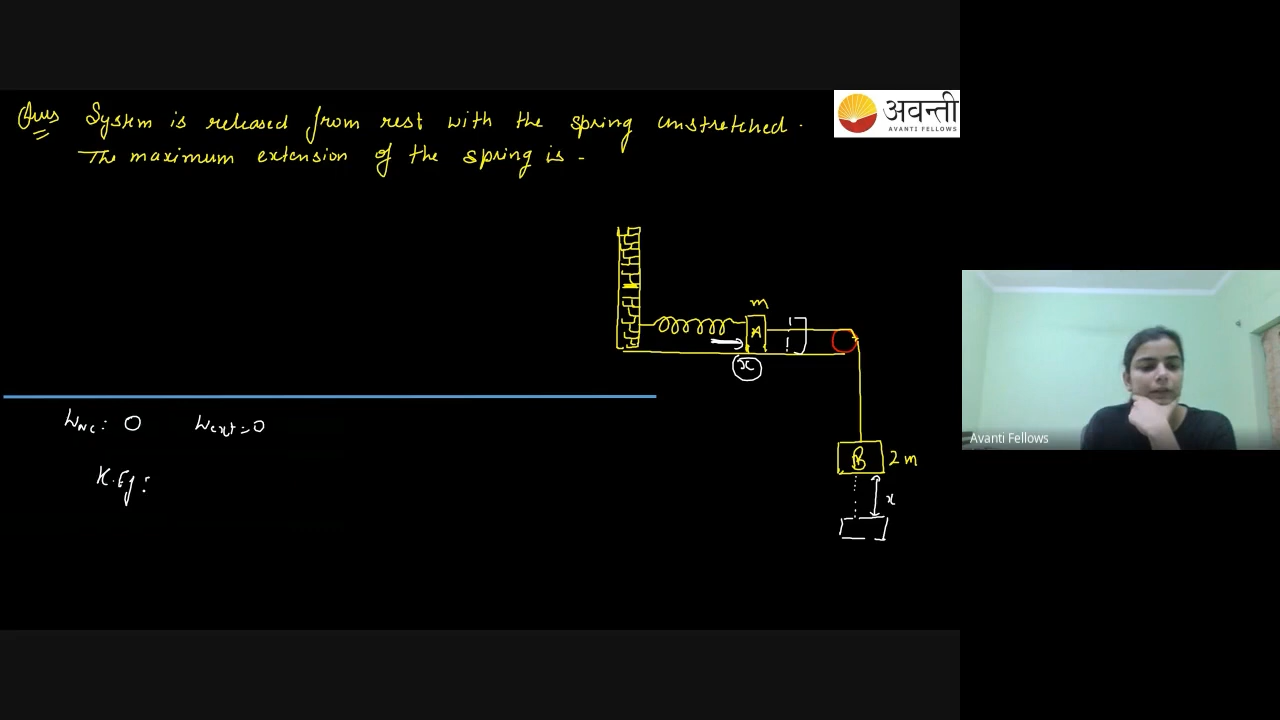 Ques System is released from rest with the spring unstretched.
The maximum extension of the spring is -
अवन्ती
AVANTI FELLOWS
m
A
x
B 2m
x
WNC: 0 Wext=0
K.Ef:
Avanti Fellows